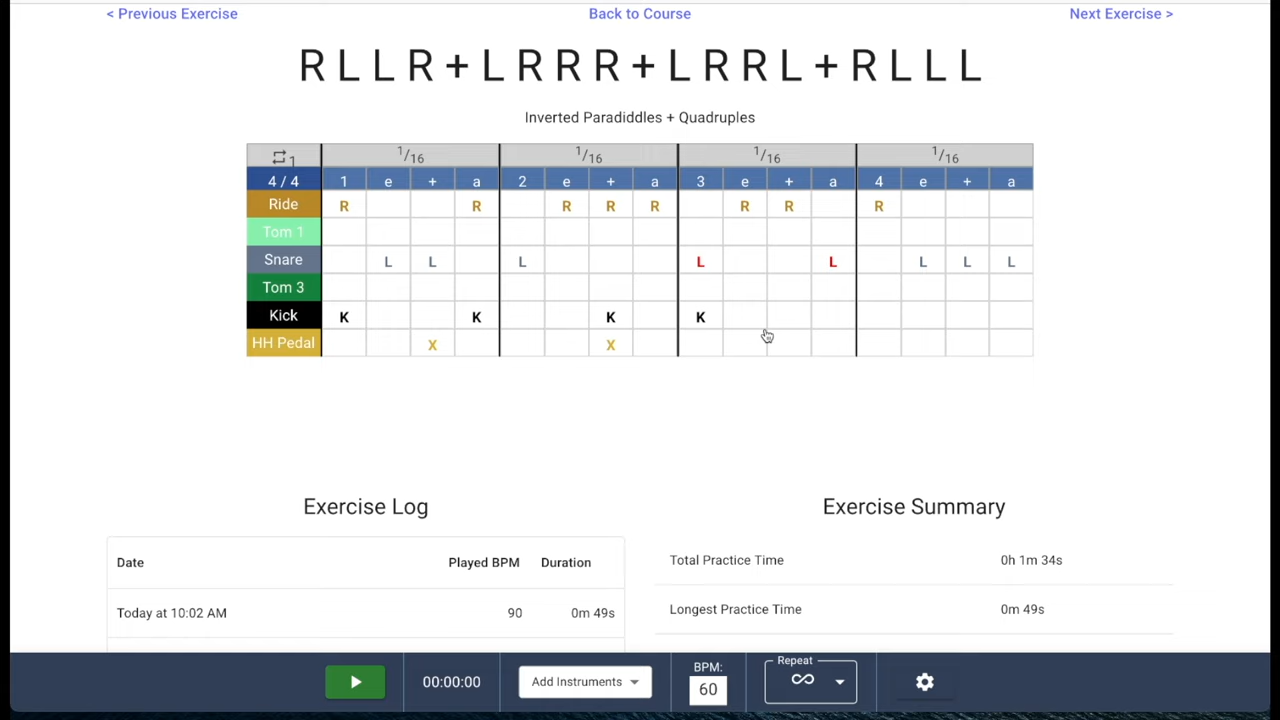 < Previous Exercise Back to Course Next Exercise >
R L L R + L R R R + L R R L + R L L L
Inverted Paradiddles + Quadruples
1 1/16 1/16 1/16 1/16
4 / 4 1 e + a 2 e + a 3 e + a 4 e + a
Ride R R R R R R R R
Tom 1
Snare L L L L L L L L
Tom 3
Kick K K K K
HH Pedal X X
Exercise Log Exercise Summary
Date Played BPM Duration Total Practice Time 0h 1m 34s
Today at 10:02 AM 90 0m 49s Longest Practice Time 0m 49s
00:00:00 Add Instruments BPM: 60 Repeat ∞